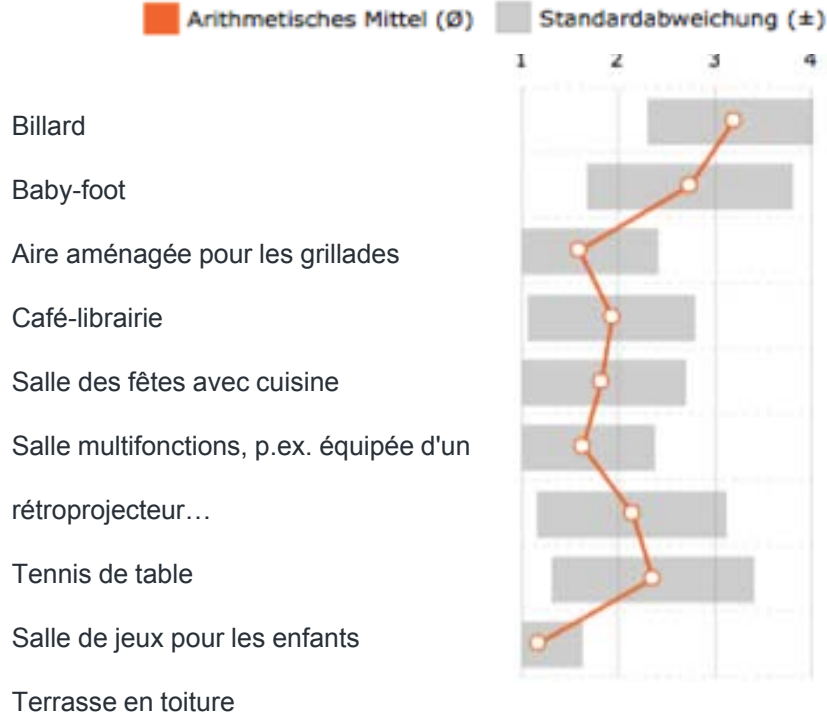 Arithmetisches Mittel (Ø) Standardabweichung (±)
1 2 3 4
Billard
Baby-foot
Aire aménagée pour les grillades
Café-librairie
Salle des fêtes avec cuisine
Salle multifonctions, p.ex. équipée d'un
rétroprojecteur…
Tennis de table
Salle de jeux pour les enfants
Terrasse en toiture